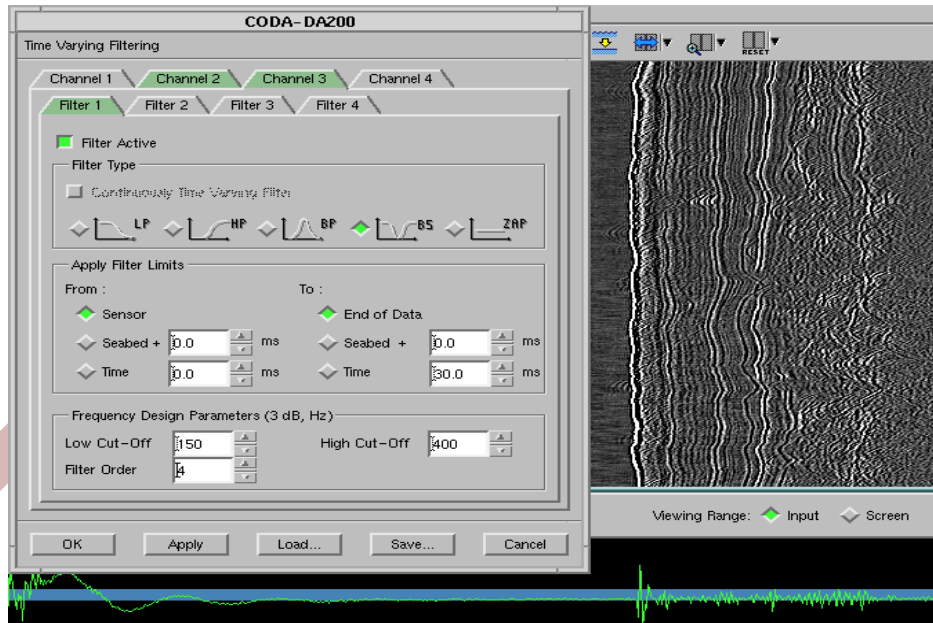 CODA-DA200
Time Varying Filtering
Channel 1 Channel 2 Channel 3 Channel 4
Filter 1 Filter 2 Filter 3 Filter 4
Filter Active
Filter Type
Continuously Time Varying Filter
LP HP BP BS ZAP
Apply Filter Limits
From : To :
Sensor End of Data
Seabed + 0.0 ms Seabed + 0.0 ms
Time 0.0 ms Time 30.0 ms
Frequency Design Parameters (3 dB, Hz)
Low Cut-Off 150 High Cut-Off 400
Filter Order 4
OK Apply Load... Save... Cancel
RESET
Viewing Range: Input Screen